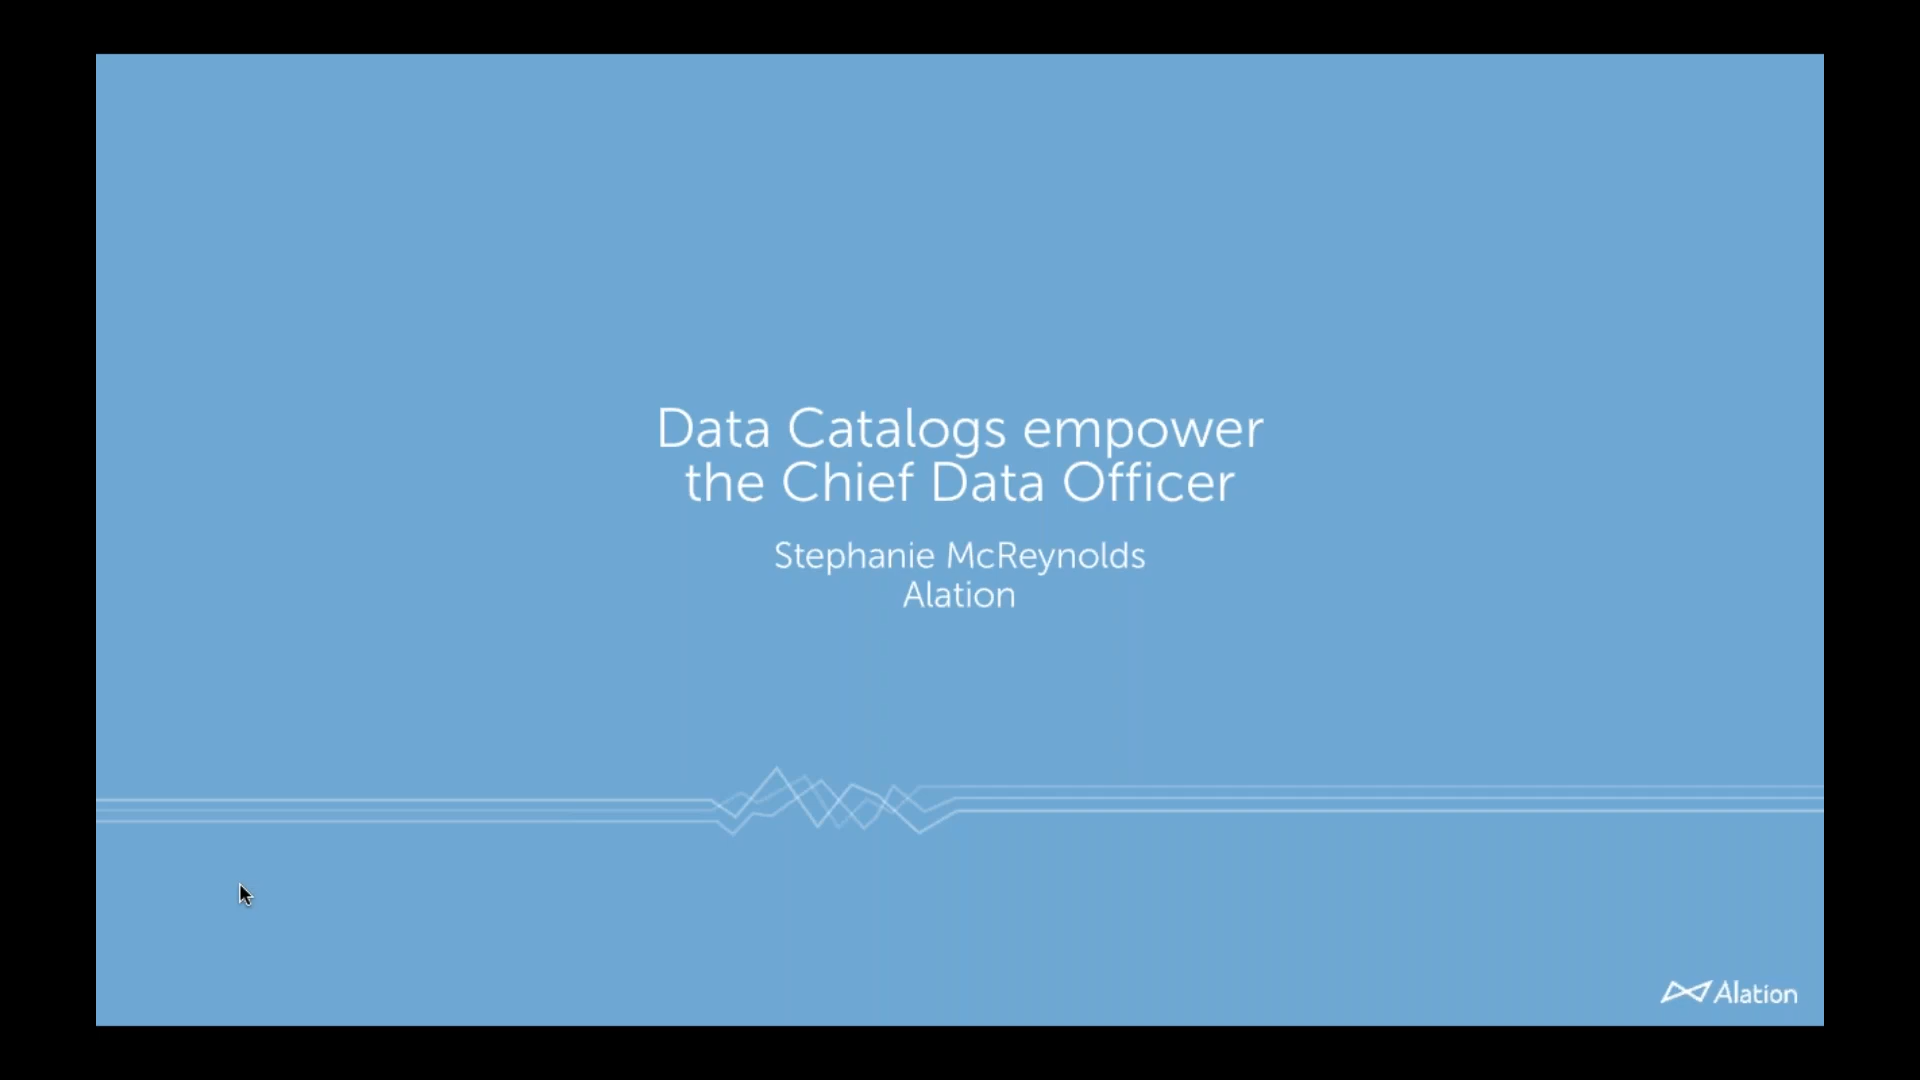 Data Catalogs empower
the Chief Data Officer
Stephanie McReynolds
Alation
Alation